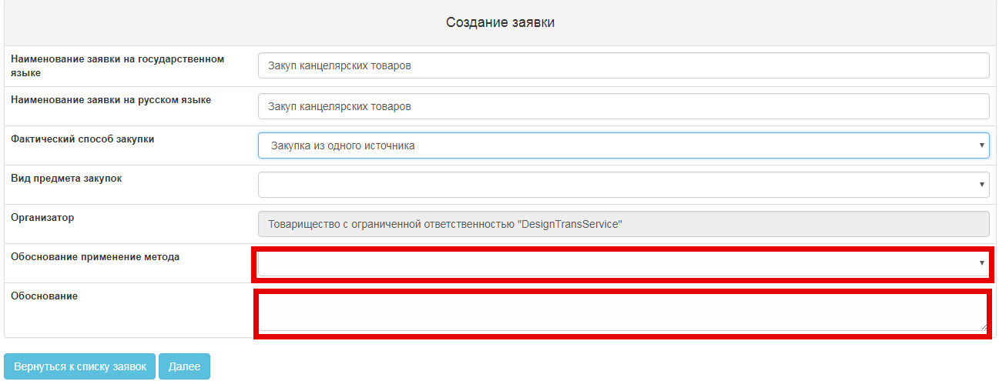 Создание заявки
Наименование заявки на государственном
языке
Закуп канцелярских товаров
Наименование заявки на русском языке
Закуп канцелярских товаров
Фактический способ закупки
Закупка из одного источника
Вид предмета закупок
Организатор
Товарищество с ограниченной ответственностью "DesignTransService"
Обоснование применение метода
Обоснование
Вернуться к списку заявок
Далее